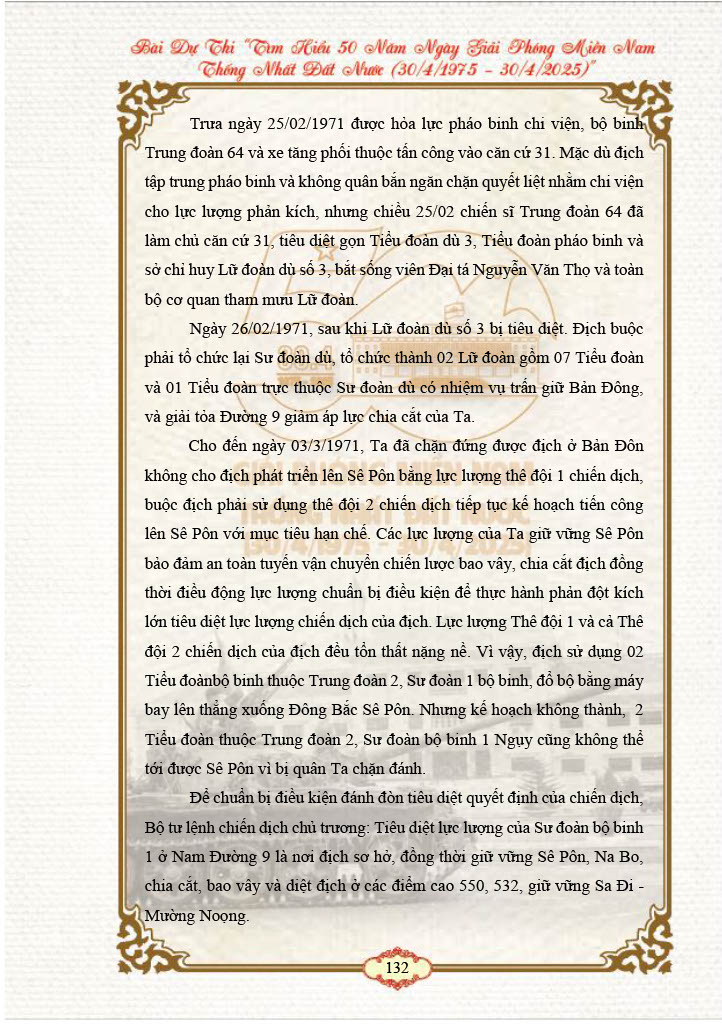 Bài Dự Thi "Tìm Hiểu 50 Năm Ngày Giải Phóng Miền Nam
Thống Nhất Đất Nước (30/4/1975 – 30/4/2025)"
Trưa ngày 25/02/1971 được hỏa lực pháo binh chi viện, bộ binh
Trung đoàn 64 và xe tăng phối thuộc tấn công vào căn cứ 31. Mặc dù địch
tập trung pháo binh và không quân bắn ngăn chặn quyết liệt nhằm chi viện
cho lực lượng phản kích, nhưng chiều 25/02 chiến sĩ Trung đoàn 64 đã
làm chủ căn cứ 31, tiêu diệt gọn Tiểu đoàn dù 3, Tiểu đoàn pháo binh và
sở chỉ huy Lữ đoàn dù số 3, bắt sống viên Đại tá Nguyễn Văn Thọ và toàn
bộ cơ quan tham mưu Lữ đoàn.
Ngày 26/02/1971, sau khi Lữ đoàn dù số 3 bị tiêu diệt. Địch buộc
phải tổ chức lại Sư đoàn dù, tổ chức thành 02 Lữ đoàn gồm 07 Tiểu đoàn
và 01 Tiểu đoàn trực thuộc Sư đoàn dù có nhiệm vụ trấn giữ Bản Đông,
và giải tỏa Đường 9 giảm áp lực chia cắt của Ta.
Cho đến ngày 03/3/1971, Ta đã chặn đứng được địch ở Bản Đôn
không cho địch phát triển lên Sê Pôn bằng lực lượng thê đội 1 chiến dịch,
buộc địch phải sử dụng thê đội 2 chiến dịch tiếp tục kế hoạch tiến công
lên Sê Pôn với mục tiêu hạn chế. Các lực lượng của Ta giữ vững Sê Pôn
bảo đảm an toàn tuyến vận chuyển chiến lược bao vây, chia cắt địch đồng
thời điều động lực lượng chuẩn bị điều kiện để thực hành phản đột kích
lớn tiêu diệt lực lượng chiến dịch của địch. Lực lượng Thê đội 1 và cả Thê
đội 2 chiến dịch của địch đều tổn thất nặng nề. Vì vậy, địch sử dụng 02
Tiểu đoànbộ binh thuộc Trung đoàn 2, Sư đoàn 1 bộ binh, đổ bộ bằng máy
bay lên thẳng xuống Đông Bắc Sê Pôn. Nhưng kế hoạch không thành, 2
Tiểu đoàn thuộc Trung đoàn 2, Sư đoàn bộ binh 1 Ngụy cũng không thể
tới được Sê Pôn vì bị quân Ta chặn đánh.
Để chuẩn bị điều kiện đánh đòn tiêu diệt quyết định của chiến dịch,
Bộ tư lệnh chiến dịch chủ trương: Tiêu diệt lực lượng của Sư đoàn bộ binh
1 ở Nam Đường 9 là nơi địch sơ hở, đồng thời giữ vững Sê Pôn, Na Bo,
chia cắt, bao vây và diệt địch ở các điểm cao 550, 532, giữ vững Sa Đi -
Mường Noọng.
50
30.4
GIẢI PHÓNG MIỀN NAM
THỐNG NHẤT ĐẤT NƯỚC
(30/4/1975 - 30/4/2025)
132